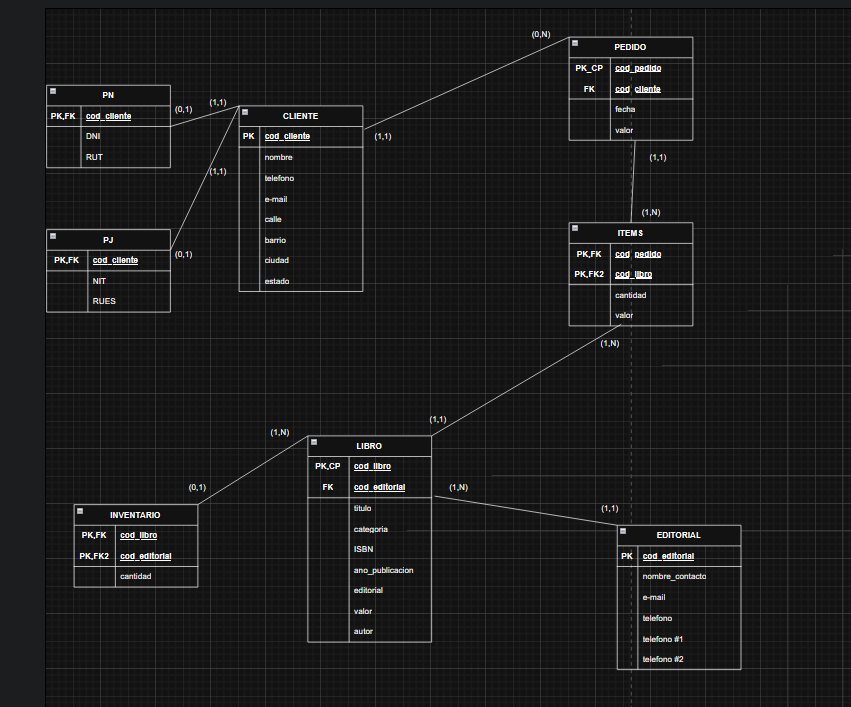 (0,N)
PEDIDO
PK_CP cod_pedido
FK cod_cliente
fecha
valor
(1,1)
PN
PK,FK cod_cliente
DNI
RUT
(0,1)
(1,1)
CLIENTE
PK cod_cliente
nombre
telefono
e-mail
calle
barrio
ciudad
estado
(1,1)
(1,1)
PJ
PK,FK cod_cliente
NIT
RUES
(0,1)
(1,N)
ITEMS
PK,FK cod_pedido
PK,FK2 cod_libro
cantidad
valor
(1,N)
(1,1)
(1,N)
LIBRO
PK,CP cod_libro
FK cod_editorial
titulo
categoria
ISBN
ano_publicacion
editorial
valor
autor
(1,N)
(0,1)
INVENTARIO
PK,FK cod_libro
PK,FK2 cod_editorial
cantidad
(1,1)
EDITORIAL
PK cod_editorial
nombre_contacto
e-mail
telefono
telefono #1
telefono #2